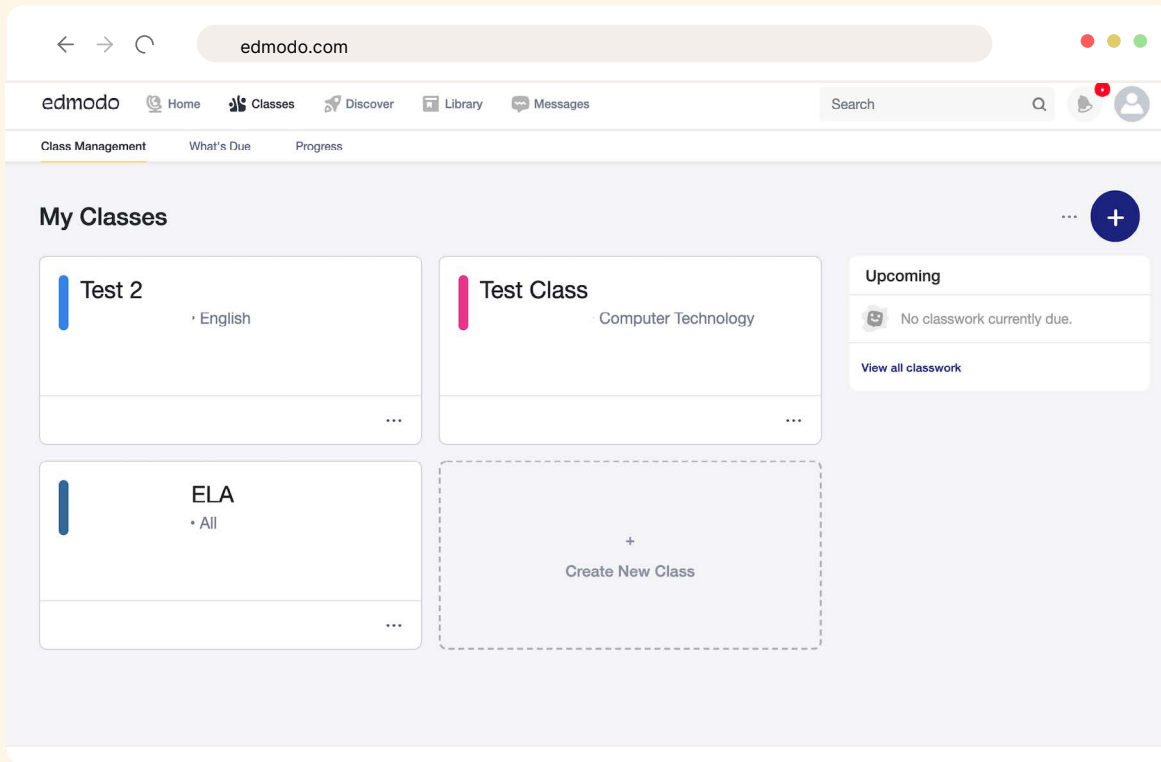 edmodo.com
edmodo Home Classes Discover Library Messages Search
Class Management What's Due Progress
My Classes
Test 2
• English
Test Class
Computer Technology
Upcoming
No classwork currently due.
View all classwork
ELA
• All
+
Create New Class